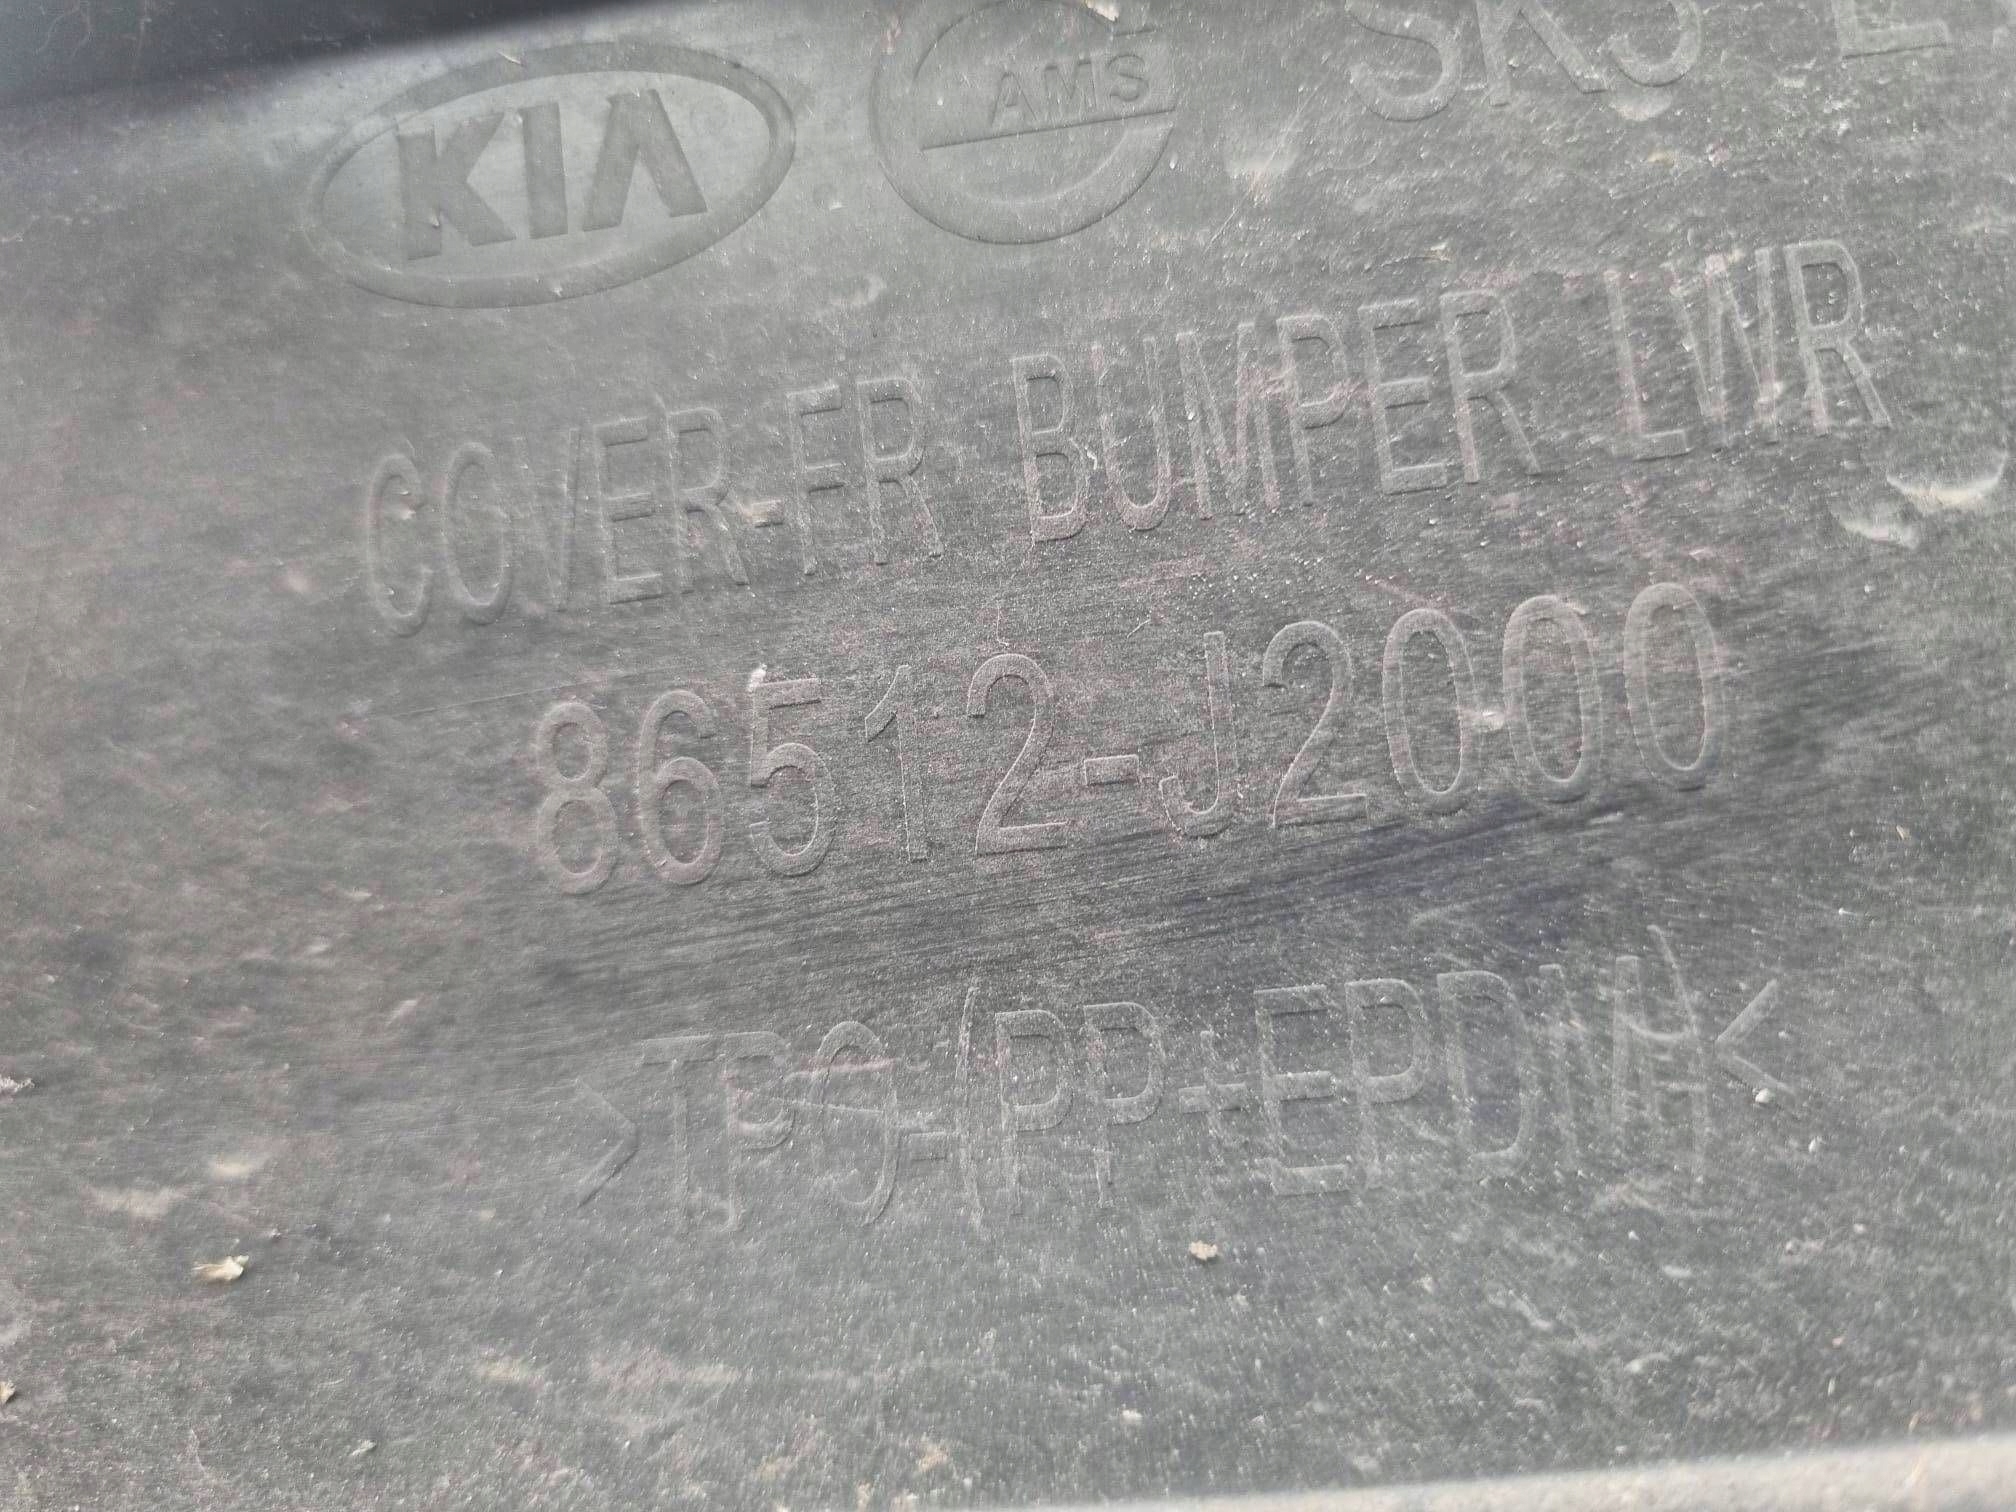 KIA AMS SK3
COVER-FR BUMPER LWR
86512-J2000
>TPO-(PP+EPDM)<